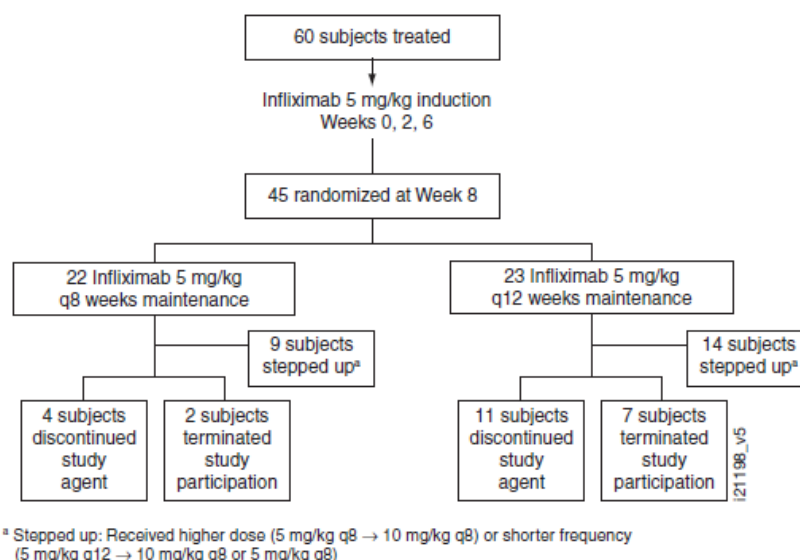 60 subjects treated
Infliximab 5 mg/kg induction
Weeks 0, 2, 6
45 randomized at Week 8
22 Infliximab 5 mg/kg
q8 weeks maintenance
23 Infliximab 5 mg/kg
q12 weeks maintenance
9 subjects
stepped upᵃ
14 subjects
stepped upᵃ
4 subjects
discontinued
study
agent
2 subjects
terminated
study
participation
11 subjects
discontinued
study
agent
7 subjects
terminated
study
participation
i21198_v5
ᵃ Stepped up: Received higher dose (5 mg/kg q8 → 10 mg/kg q8) or shorter frequency
(5 mg/kg q12 → 10 mg/kg q8 or 5 mg/kg q8)